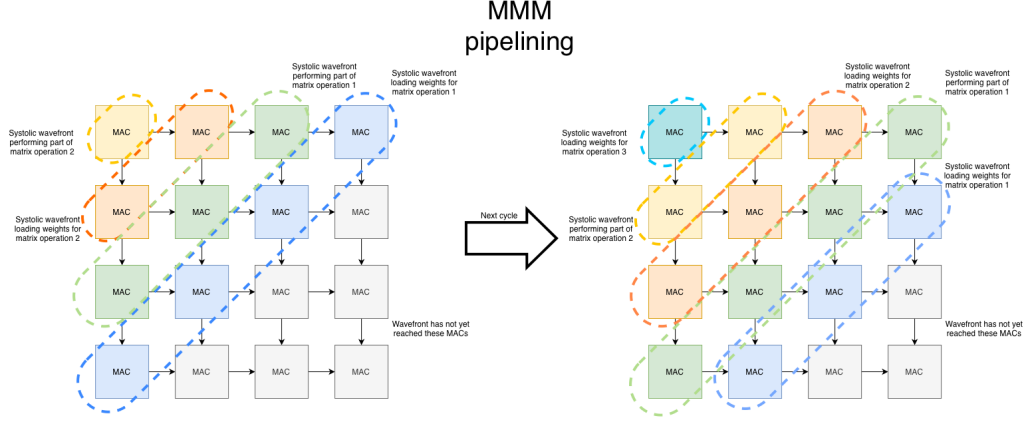 MMM
pipelining
Systolic wavefront
performing part of
matrix operation 1
Systolic wavefront
loading weights for
matrix operation 1
Systolic wavefront
performing part of
matrix operation 2
MAC MAC MAC MAC
Systolic wavefront
loading weights for
matrix operation 2
MAC MAC MAC MAC
MAC MAC MAC MAC
Wavefront has not yet
reached these MACs
MAC MAC MAC MAC
Next cycle
Systolic wavefront
loading weights for
matrix operation 2
Systolic wavefront
performing part of
matrix operation 1
Systolic wavefront
loading weights for
matrix operation 3
MAC MAC MAC MAC
Systolic wavefront
loading weights for
matrix operation 1
Systolic wavefront
performing part of
matrix operation 2
MAC MAC MAC MAC
MAC MAC MAC MAC
Wavefront has not yet
reached these MACs
MAC MAC MAC MAC